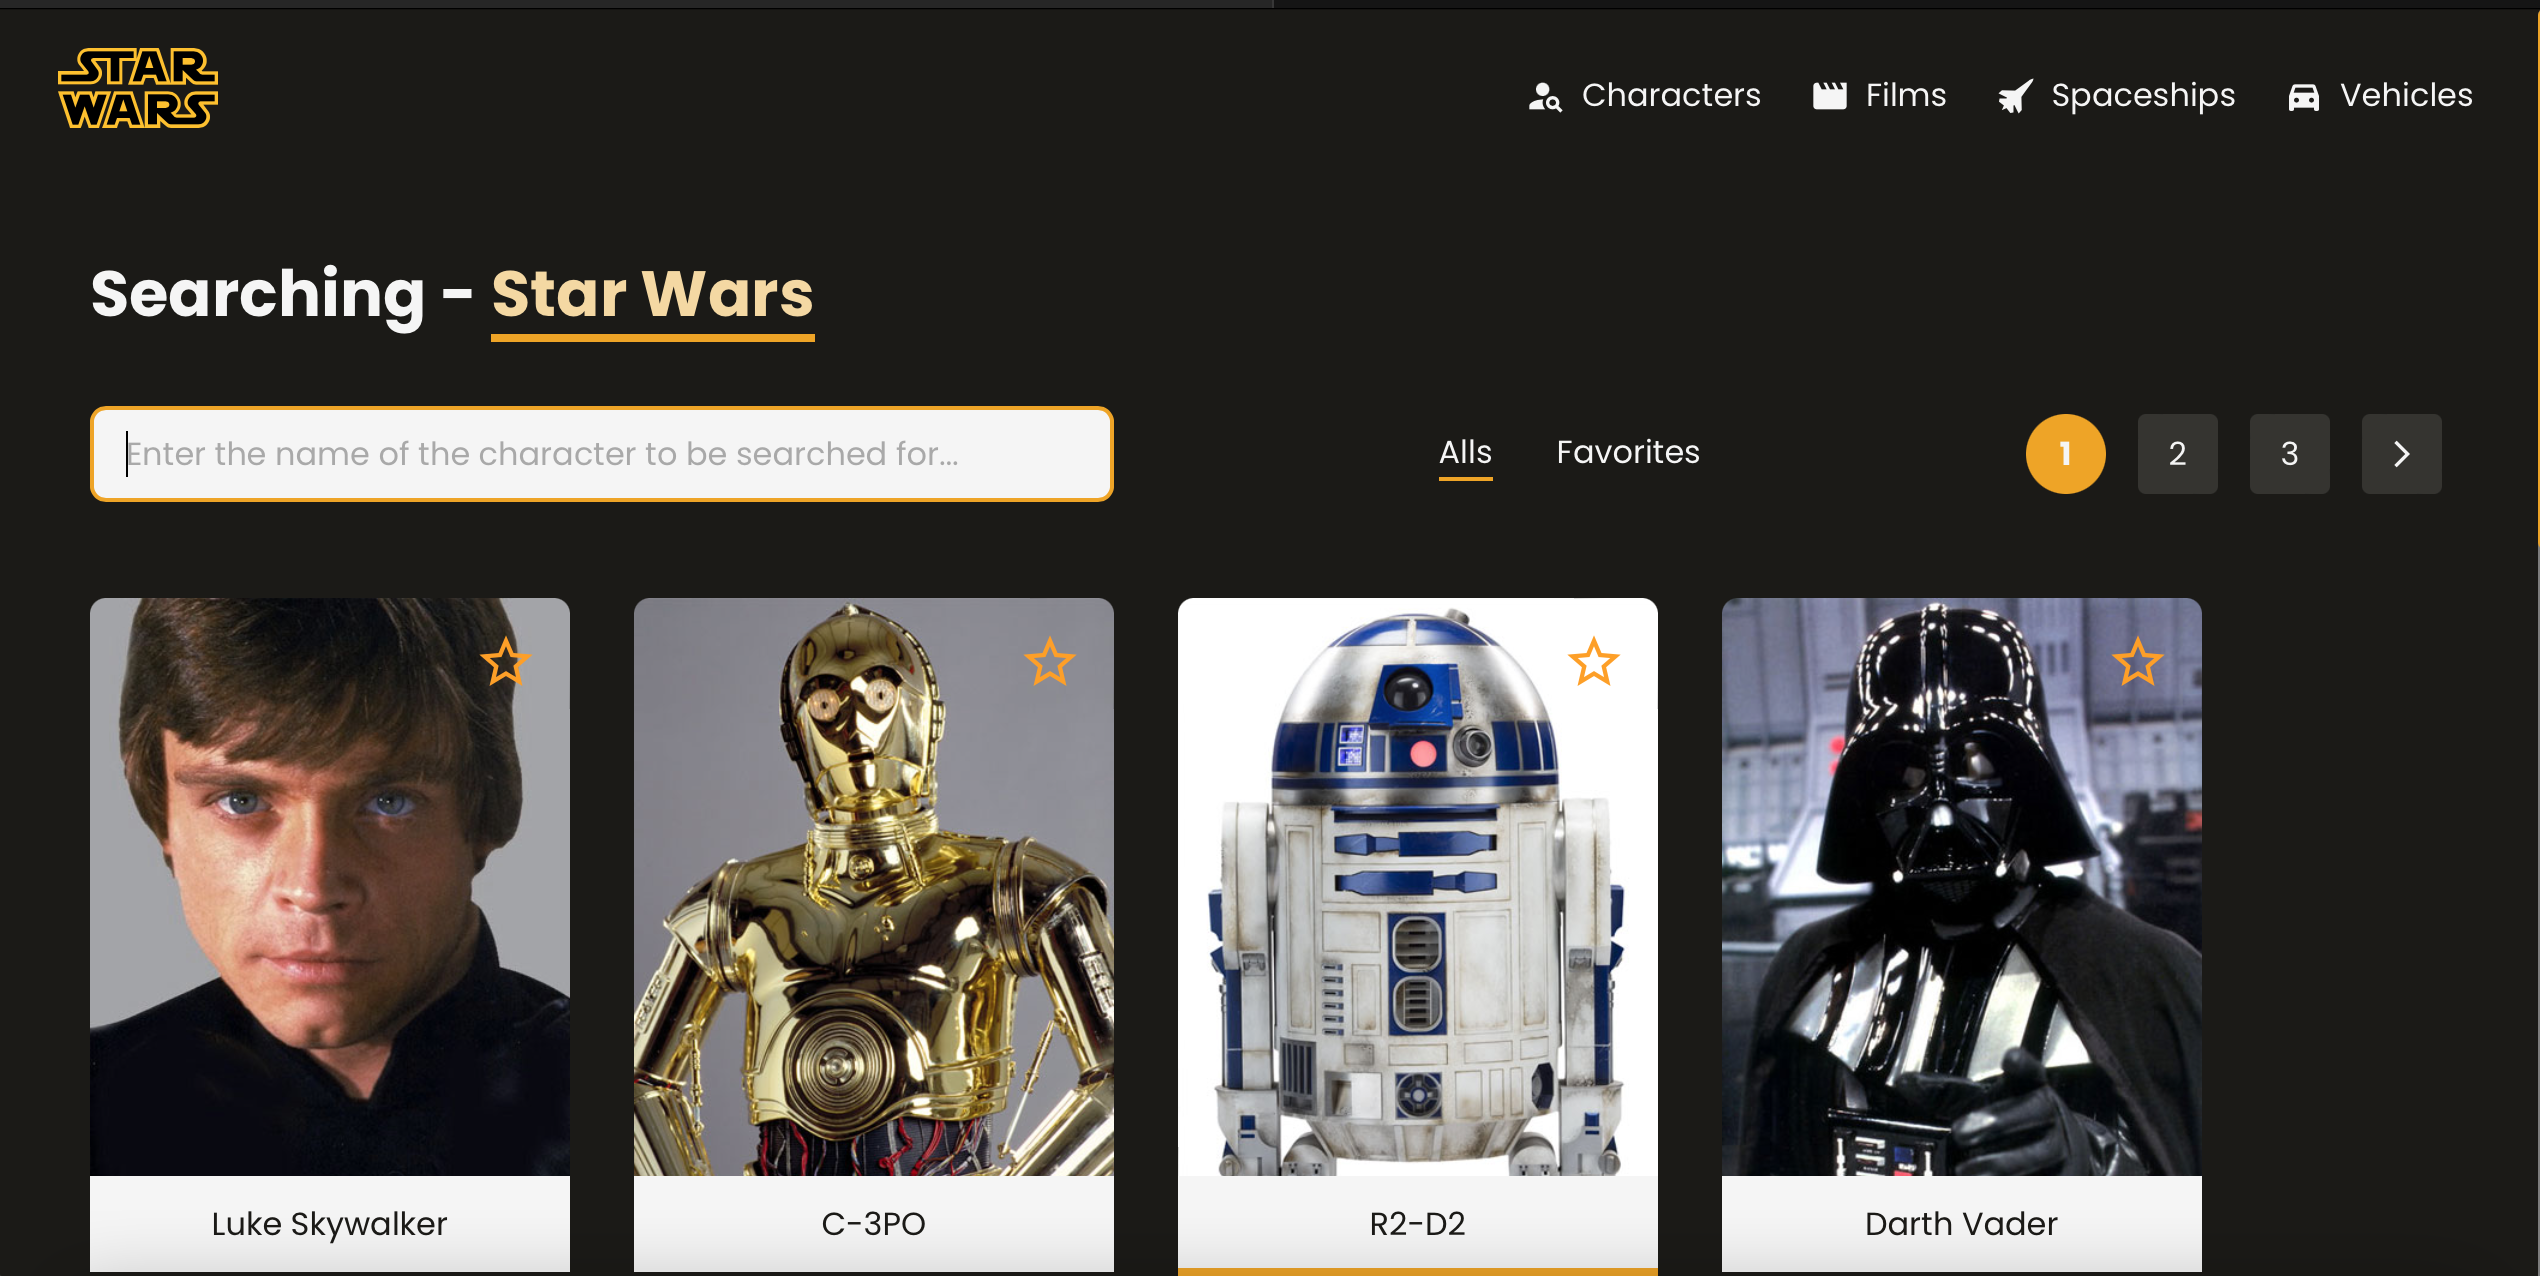 STAR
WARS
Characters
Films
Spaceships
Vehicles
Searching - Star Wars
Enter the name of the character to be searched for...
Alls
Favorites
1
2
3
Luke Skywalker
C-3PO
R2-D2
Darth Vader